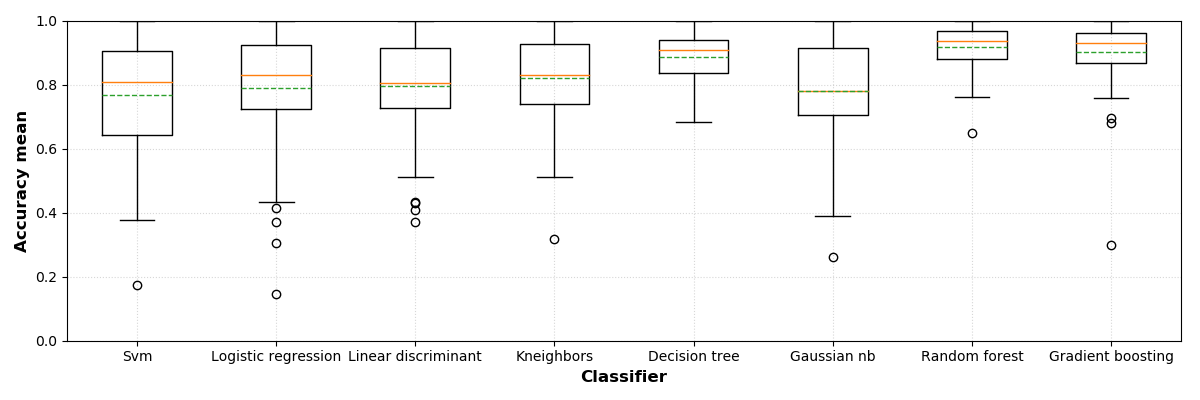 1.0
0.8
0.6
0.4
0.2
0.0
Accuracy mean
Svm
Logistic regression
Linear discriminant
Kneighbors
Decision tree
Gaussian nb
Random forest
Gradient boosting
Classifier